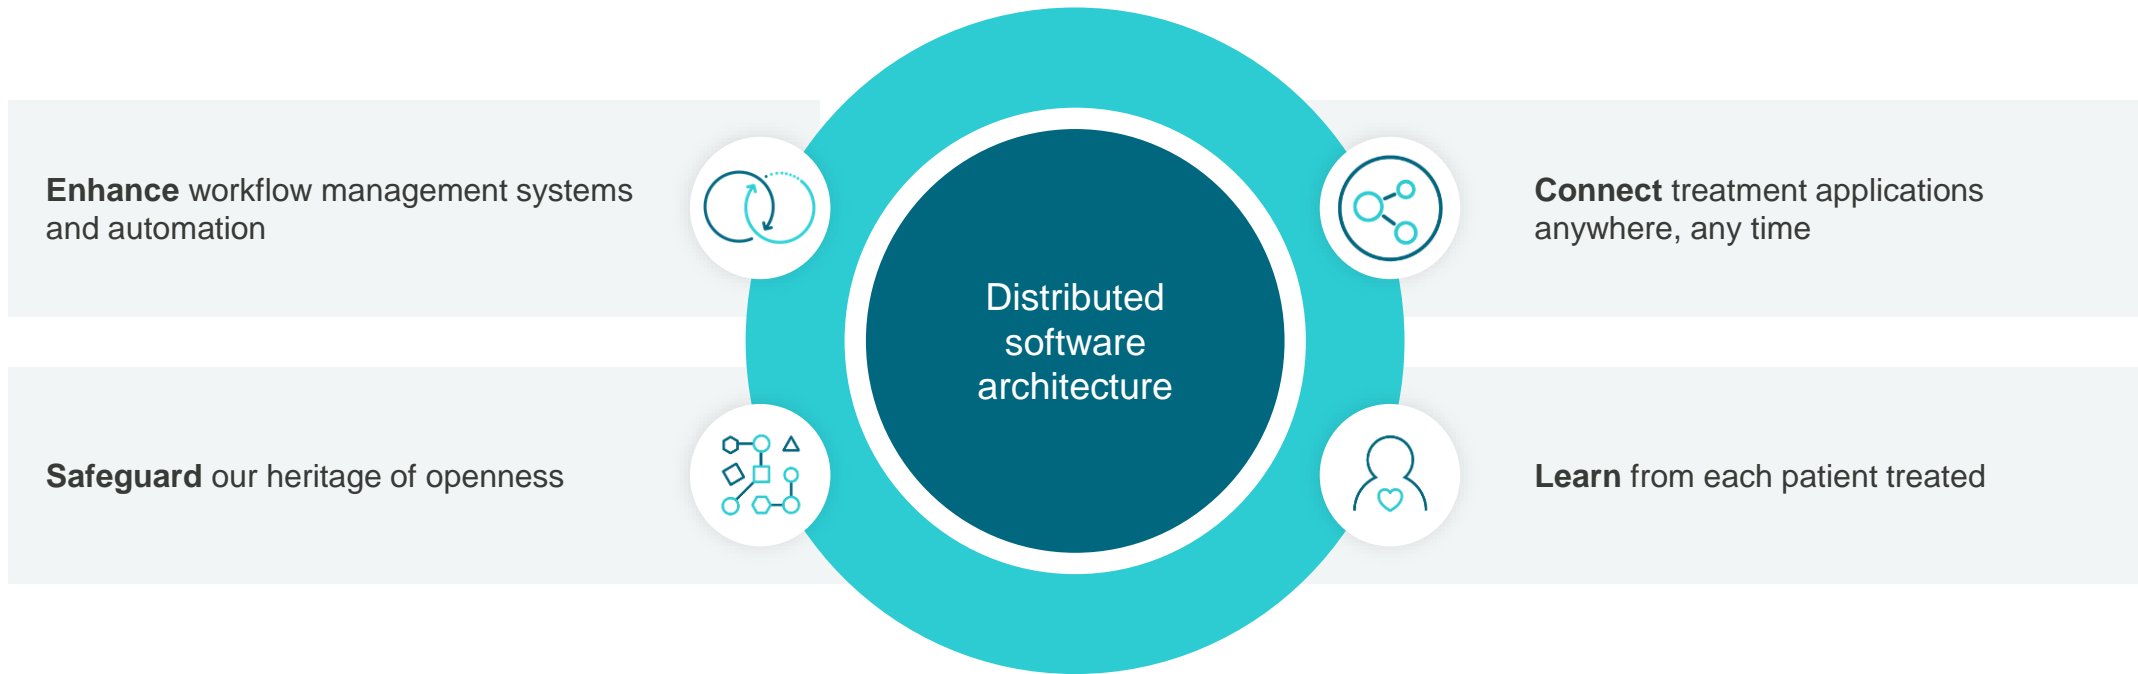 Enhance workflow management systems
and automation
Safeguard our heritage of openness
Distributed
software
architecture
Connect treatment applications
anywhere, any time
Learn from each patient treated